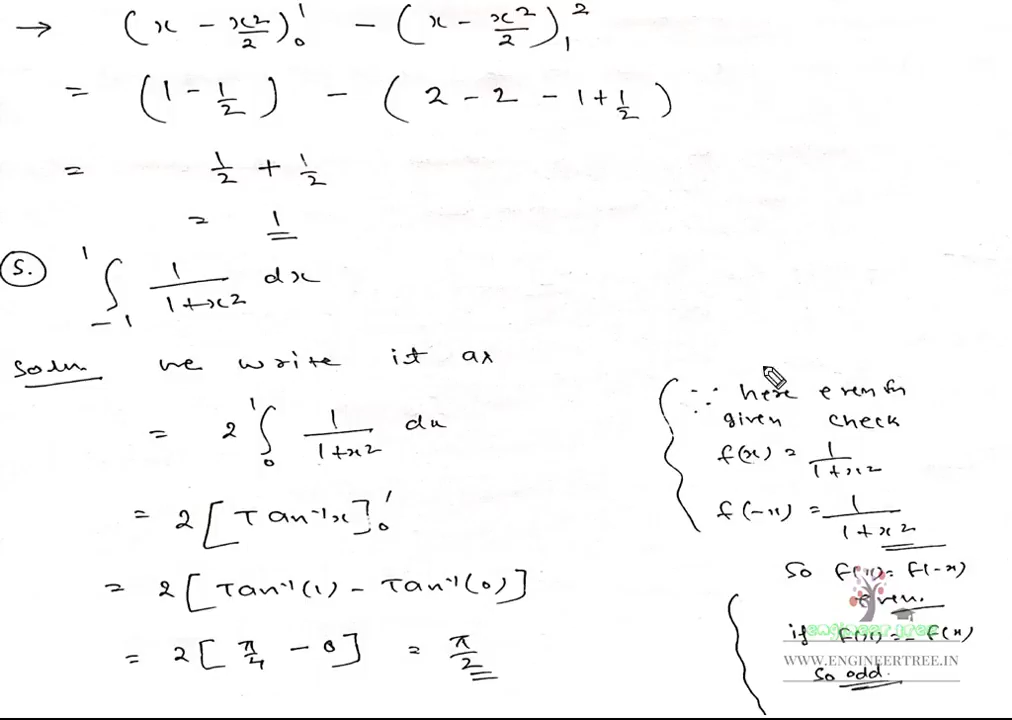 → (x - x²/2)₀¹ - (x - x²/2)₁²
= (1 - 1/2) - (2 - 2 - 1 + 1/2)
= 1/2 + 1/2
= 1
5. ∫₋₁¹ 1/(1+x²) dx
Soln. we write it as
= 2 ∫₀¹ 1/(1+x²) dx
= 2 [Tan⁻¹x]₀¹
= 2 [Tan⁻¹(1) - Tan⁻¹(0)]
= 2 [π/4 - 0] = π/2
∵ here even fn
given check
f(x) = 1/(1+x²)
f(-x) = 1/(1+x²)
So f(x) = f(-x)
even.
engineer tree
if = - f(x)
WWW.ENGINEERTREE.IN
So odd.